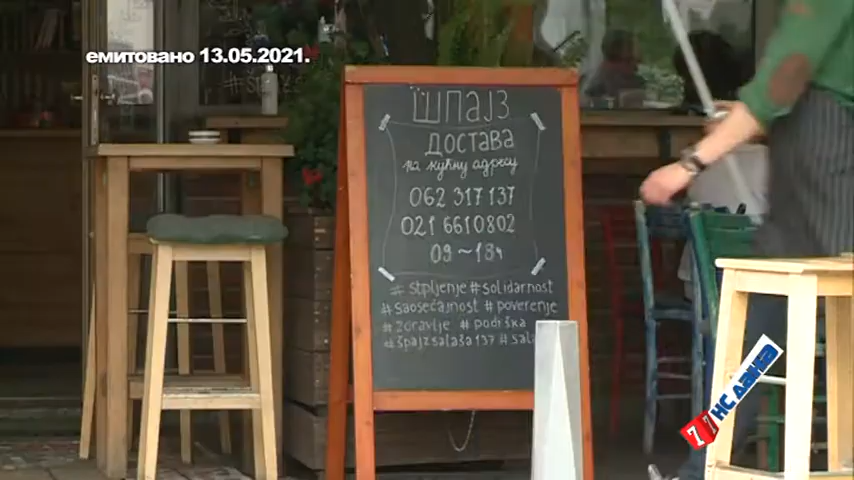 емитовано 13.05.2021.
ШПАЈЗ
ДОСТАВА
на кућну адресу
062 317 137
021 6610802
09~18ч
#Strpljenje #Solidarnost
#Saosećajnost #poverenje
#zdravlje #podrška
#špajzsalaša137 #sala
НС ДАНА